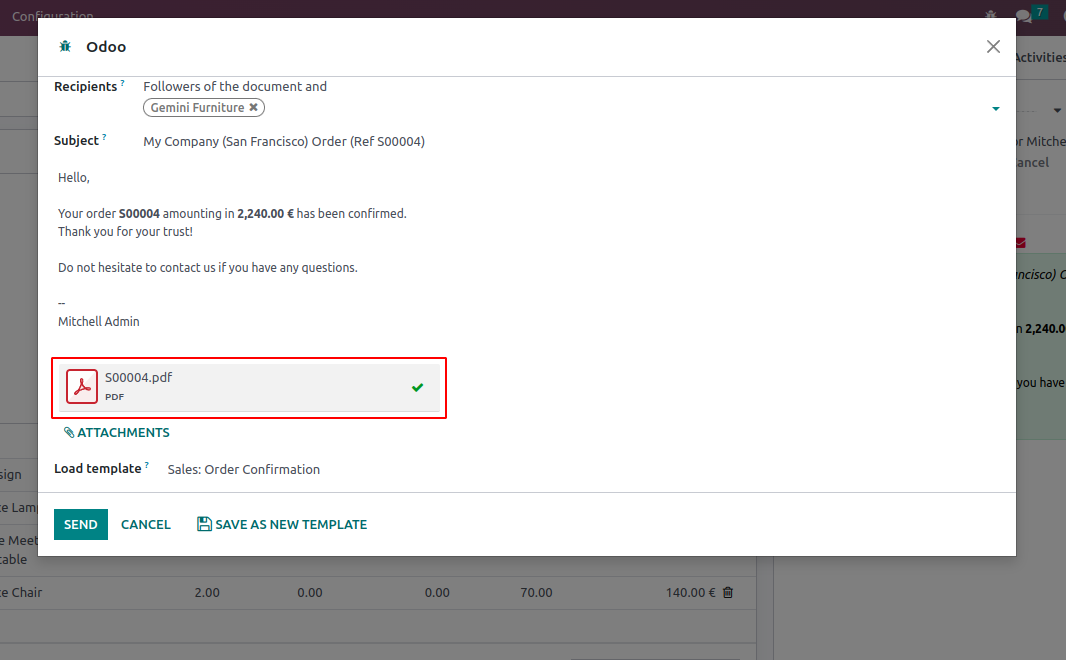 Configuration
7
Odoo
Activities
Recipients ?
Followers of the document and
Gemini Furniture ✖
Subject ?
My Company (San Francisco) Order (Ref S00004)
or Mitche
ancel
Hello,
Your order S00004 amounting in 2,240.00 € has been confirmed.
Thank you for your trust!
Do not hesitate to contact us if you have any questions.
--
Mitchell Admin
ncisco) O
n 2,240.0
you have
S00004.pdf
PDF
ATTACHMENTS
Load template ?
Sales: Order Confirmation
sign
ce Lamp
SEND
CANCEL
SAVE AS NEW TEMPLATE
e Meet
table
ce Chair
2.00
0.00
0.00
70.00
140.00 €